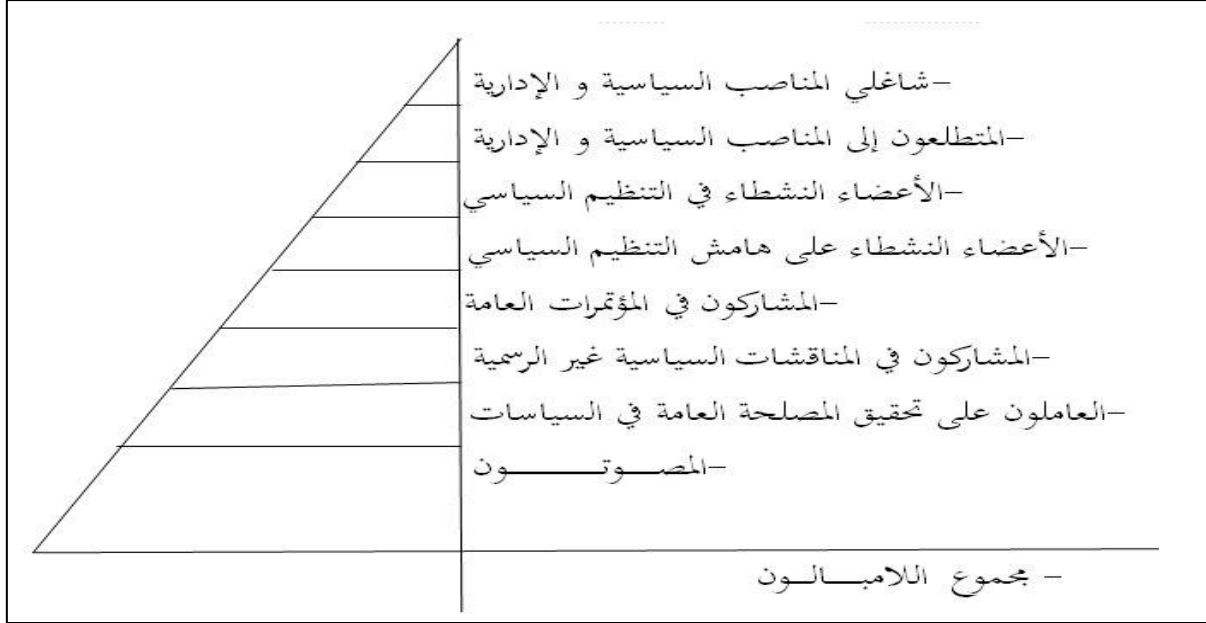 –شاغلي المناصب السياسية و الإدارية
–المتطلعون إلى المناصب السياسية و الإدارية
–الأعضاء النشطاء في التنظيم السياسي
–الأعضاء النشطاء على هامش التنظيم السياسي
–المشاركون في المؤتمرات العامة
–المشاركون في المناقشات السياسية غير الرسمية
–العاملون على تحقيق المصلحة العامة في السياسات
–المصـــوتـــــــون
– مجموع اللامبـــالـــون